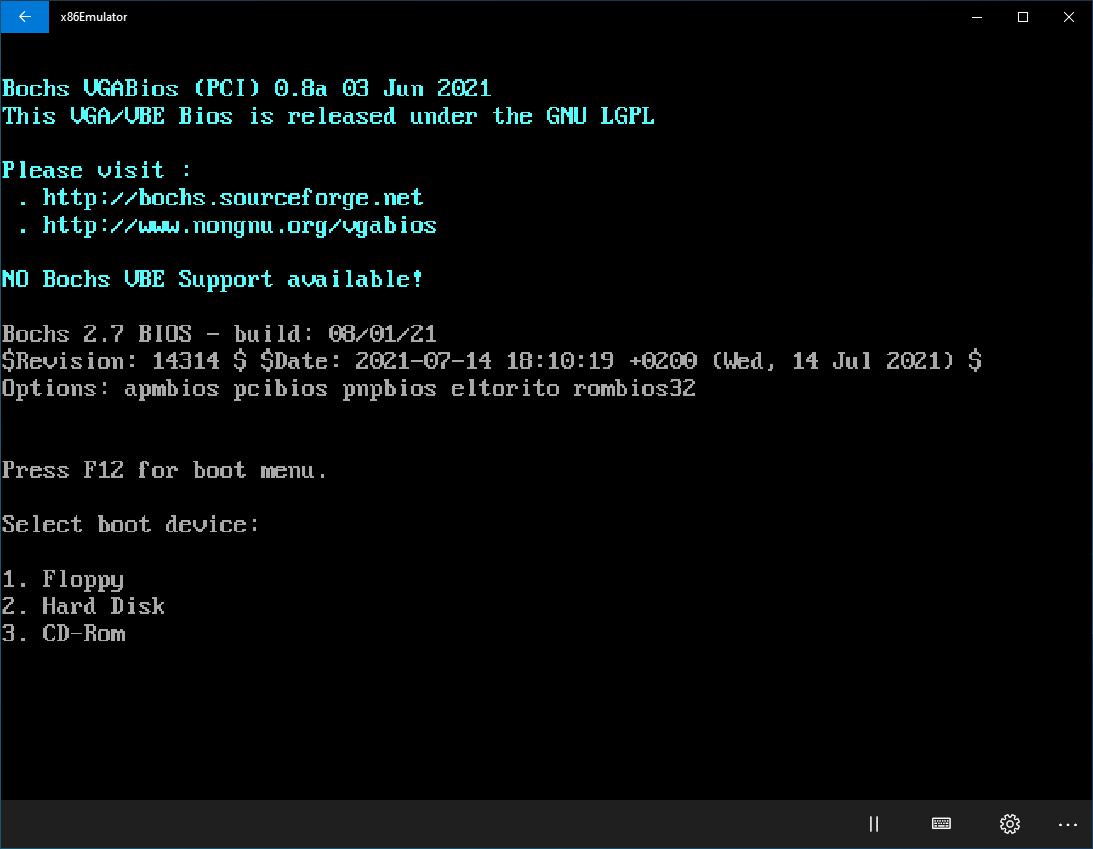 x86Emulator
Bochs VGABios (PCI) 0.8a 03 Jun 2021
This VGA/VBE Bios is released under the GNU LGPL
Please visit :
. http://bochs.sourceforge.net
. http://www.nongnu.org/vgabios
NO Bochs VBE Support available!
Bochs 2.7 BIOS - build: 08/01/21
$Revision: 14314 $ $Date: 2021-07-14 18:10:19 +0200 (Wed, 14 Jul 2021) $
Options: apmbios pcibios pnpbios eltorito rombios32
Press F12 for boot menu.
Select boot device:
1. Floppy
2. Hard Disk
3. CD-Rom